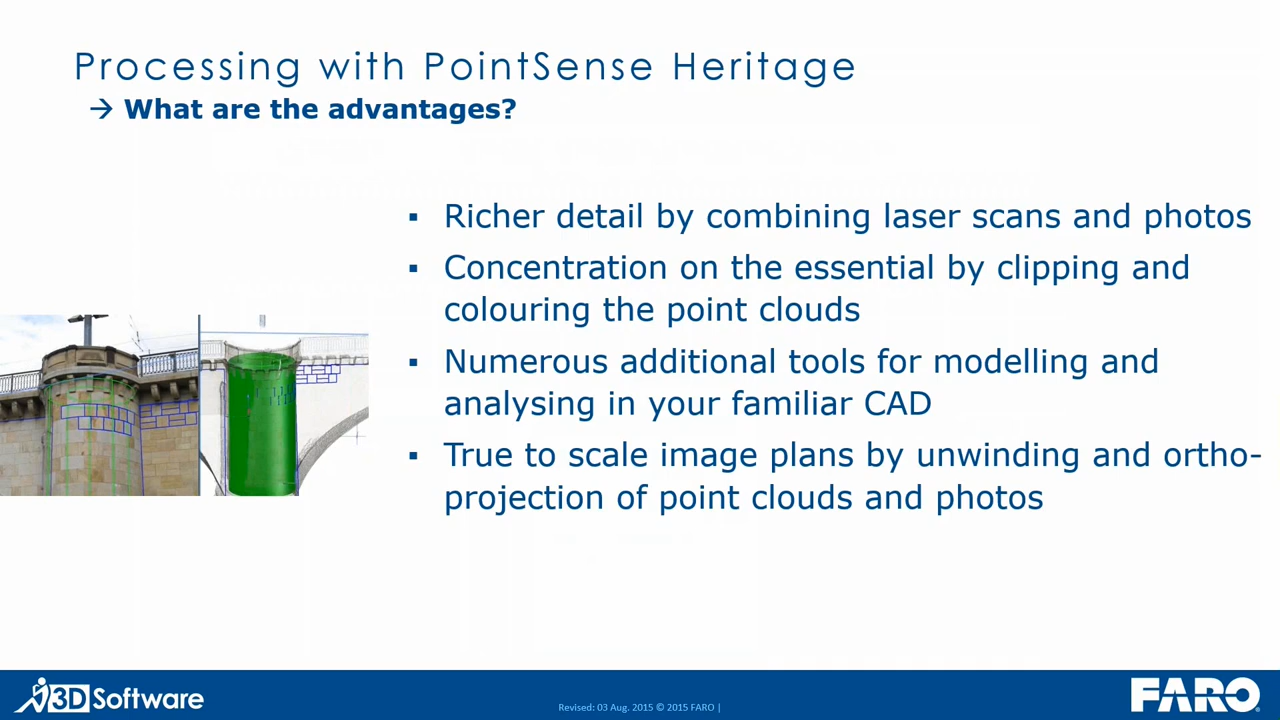 Processing with PointSense Heritage
→ What are the advantages?
▪ Richer detail by combining laser scans and photos
▪ Concentration on the essential by clipping and
colouring the point clouds
▪ Numerous additional tools for modelling and
analysing in your familiar CAD
▪ True to scale image plans by unwinding and ortho-
projection of point clouds and photos
3D Software
Revised: 03 Aug. 2015 © 2015 FARO |
FARO